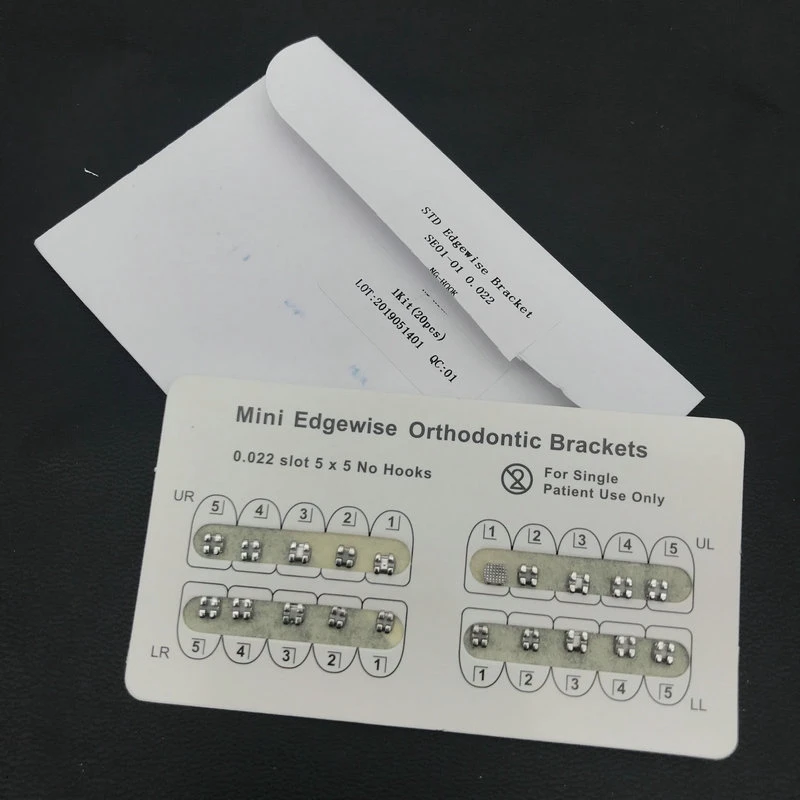 STD Edgewise Bracket
SE01-01 0.022
NG-HOOK
1Kit(20pcs)
LOT:2019051401 QC:01
Mini Edgewise Orthodontic Brackets
0.022 slot 5 x 5 No Hooks
For Single
Patient Use Only
UR 5 4 3 2 1
1 2 3 4 5 UL
LR 5 4 3 2 1
1 2 3 4 5 LL